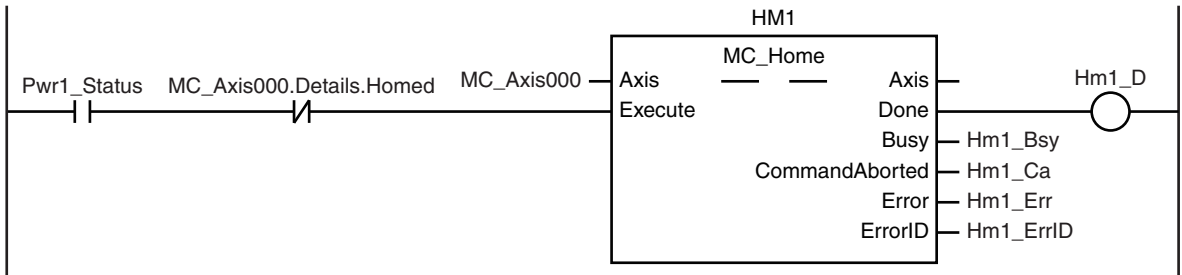 HM1
MC_Home
Pwr1_Status MC_Axis000.Details.Homed MC_Axis000 Axis Axis Hm1_D
Execute Done
Busy Hm1_Bsy
CommandAborted Hm1_Ca
Error Hm1_Err
ErrorID Hm1_ErrID